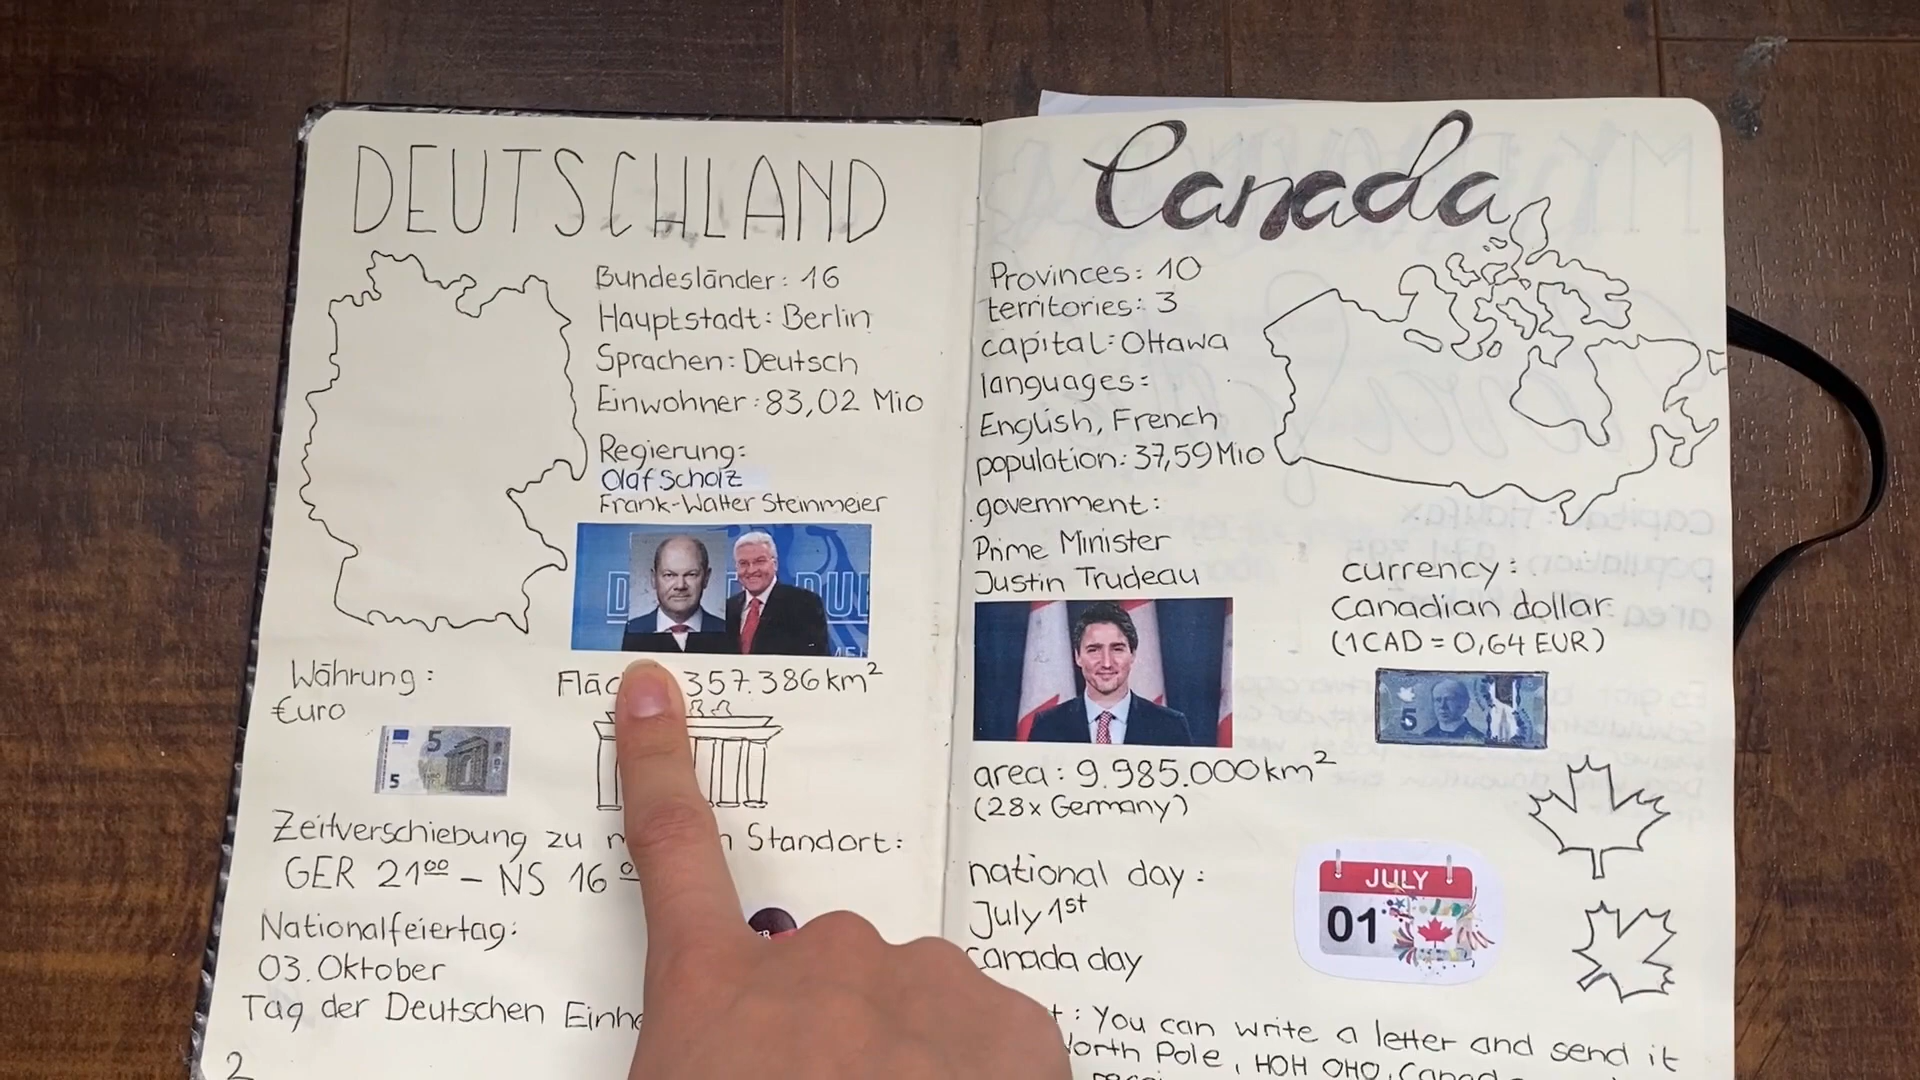 DEUTSCHLAND
Bundesländer: 16
Hauptstadt: Berlin
Sprachen: Deutsch
Einwohner: 83,02 Mio
Regierung:
Olaf Scholz
Frank-Walter Steinmeier
Währung:
€uro
5
5
357.386 km²
Zeitverschiebung zu Standort:
GER 21⁰⁰ – NS 16
Nationalfeiertag:
03. Oktober
Tag der Deutschen
2
Canada
Provinces: 10
territories: 3
capital: Ottawa
languages:
English, French
population: 37,59 Mio
government:
Prime Minister
Justin Trudeau
currency:
Canadian dollar
(1CAD = 0,64 EUR)
5
area: 9.985.000 km²
(28x Germany)
national day:
July 1st
Canada day
JULY
01
: You can write a letter and send it
North Pole, HOH OHO,